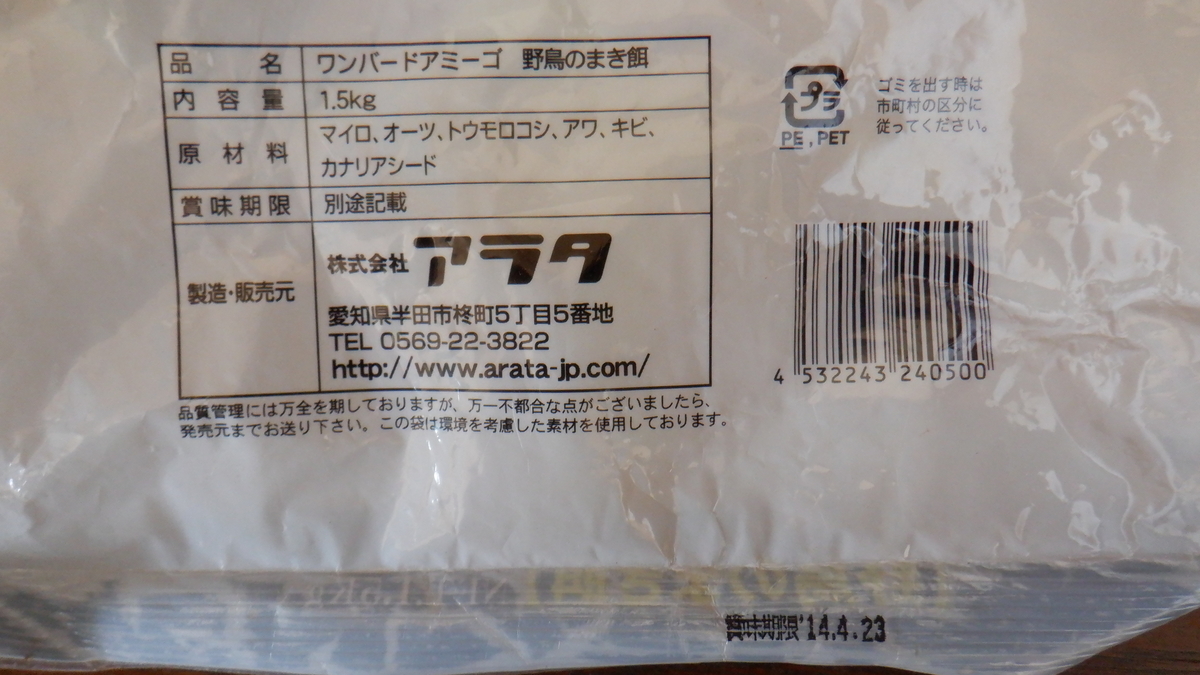 品名 ワンバードアミーゴ 野鳥のまき餌
内容量 1.5kg
原材料 マイロ、オーツ、トウモロコシ、アワ、キビ、
カナリアシード
賞味期限 別途記載
製造・販売元 株式会社 アラタ
愛知県半田市柊町5丁目5番地
TEL 0569-22-3822
http://www.arata-jp.com/
品質管理には万全を期しておりますが、万一不都合な点がございましたら、
発売元までお送り下さい。この袋は環境を考慮した素材を使用しております。
プラ
PE , PET
ゴミを出す時は
市町村の区分に
従ってください。
4 532243 240500
賞味期限'14.4.23